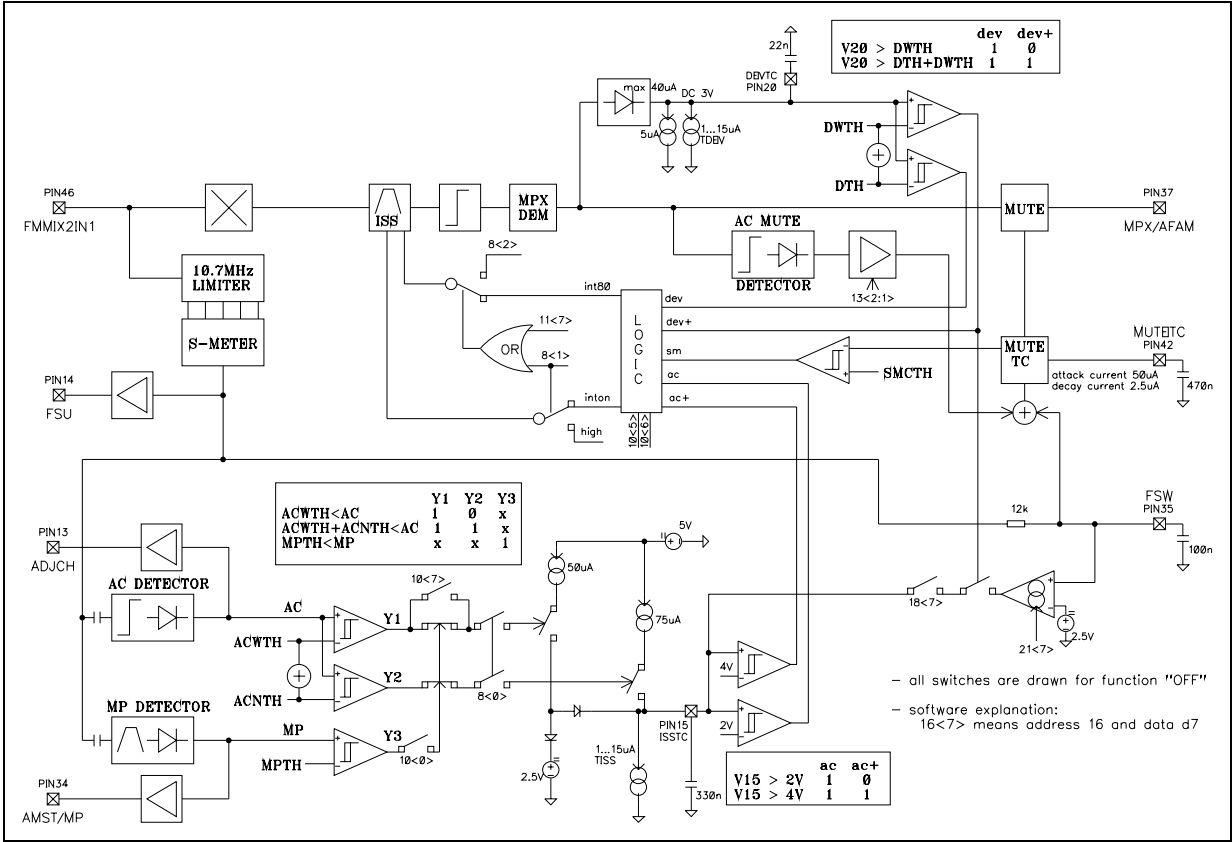 dev dev+
V20 > DWTH 1 0
V20 > DTH+DWTH 1 1
22n
DEVTC
PIN20
max 40uA
DC 3V
5uA
1...15uA
TDEV
DWTH
DTH
PIN46
FMMIX2IN1
ISS
MPX
DEM
MUTE
PIN37
MPX/AFAM
AC MUTE
DETECTOR
13<2:1>
10.7MHz
LIMITER
S-METER
8<2>
int80
11<7>
OR
8<1>
inton
high
LOGIC
dev
dev+
sm
ac
ac+
10<5>
10<6>
SMCTH
MUTE
TC
MUTETC
PIN42
attack current 50uA
decay current 2.5uA
470n
PIN14
FSU
Y1 Y2 Y3
ACWTH<AC 1 0 x
ACWTH+ACNTH<AC 1 1 x
MPTH<MP x x 1
12k
FSW
PIN35
100n
PIN13
ADJCH
AC DETECTOR
AC
ACWTH
ACNTH
Y1
Y2
10<7>
8<0>
50uA
5V
75uA
18<7>
21<7>
2.5V
4V
2V
MP DETECTOR
MP
MPTH
Y3
10<0>
2.5V
1...15uA
TISS
PIN15
ISSTC
330n
PIN34
AMST/MP
ac ac+
V15 > 2V 1 0
V15 > 4V 1 1
– all switches are drawn for function "OFF"
– software explanation:
16<7> means address 16 and data d7